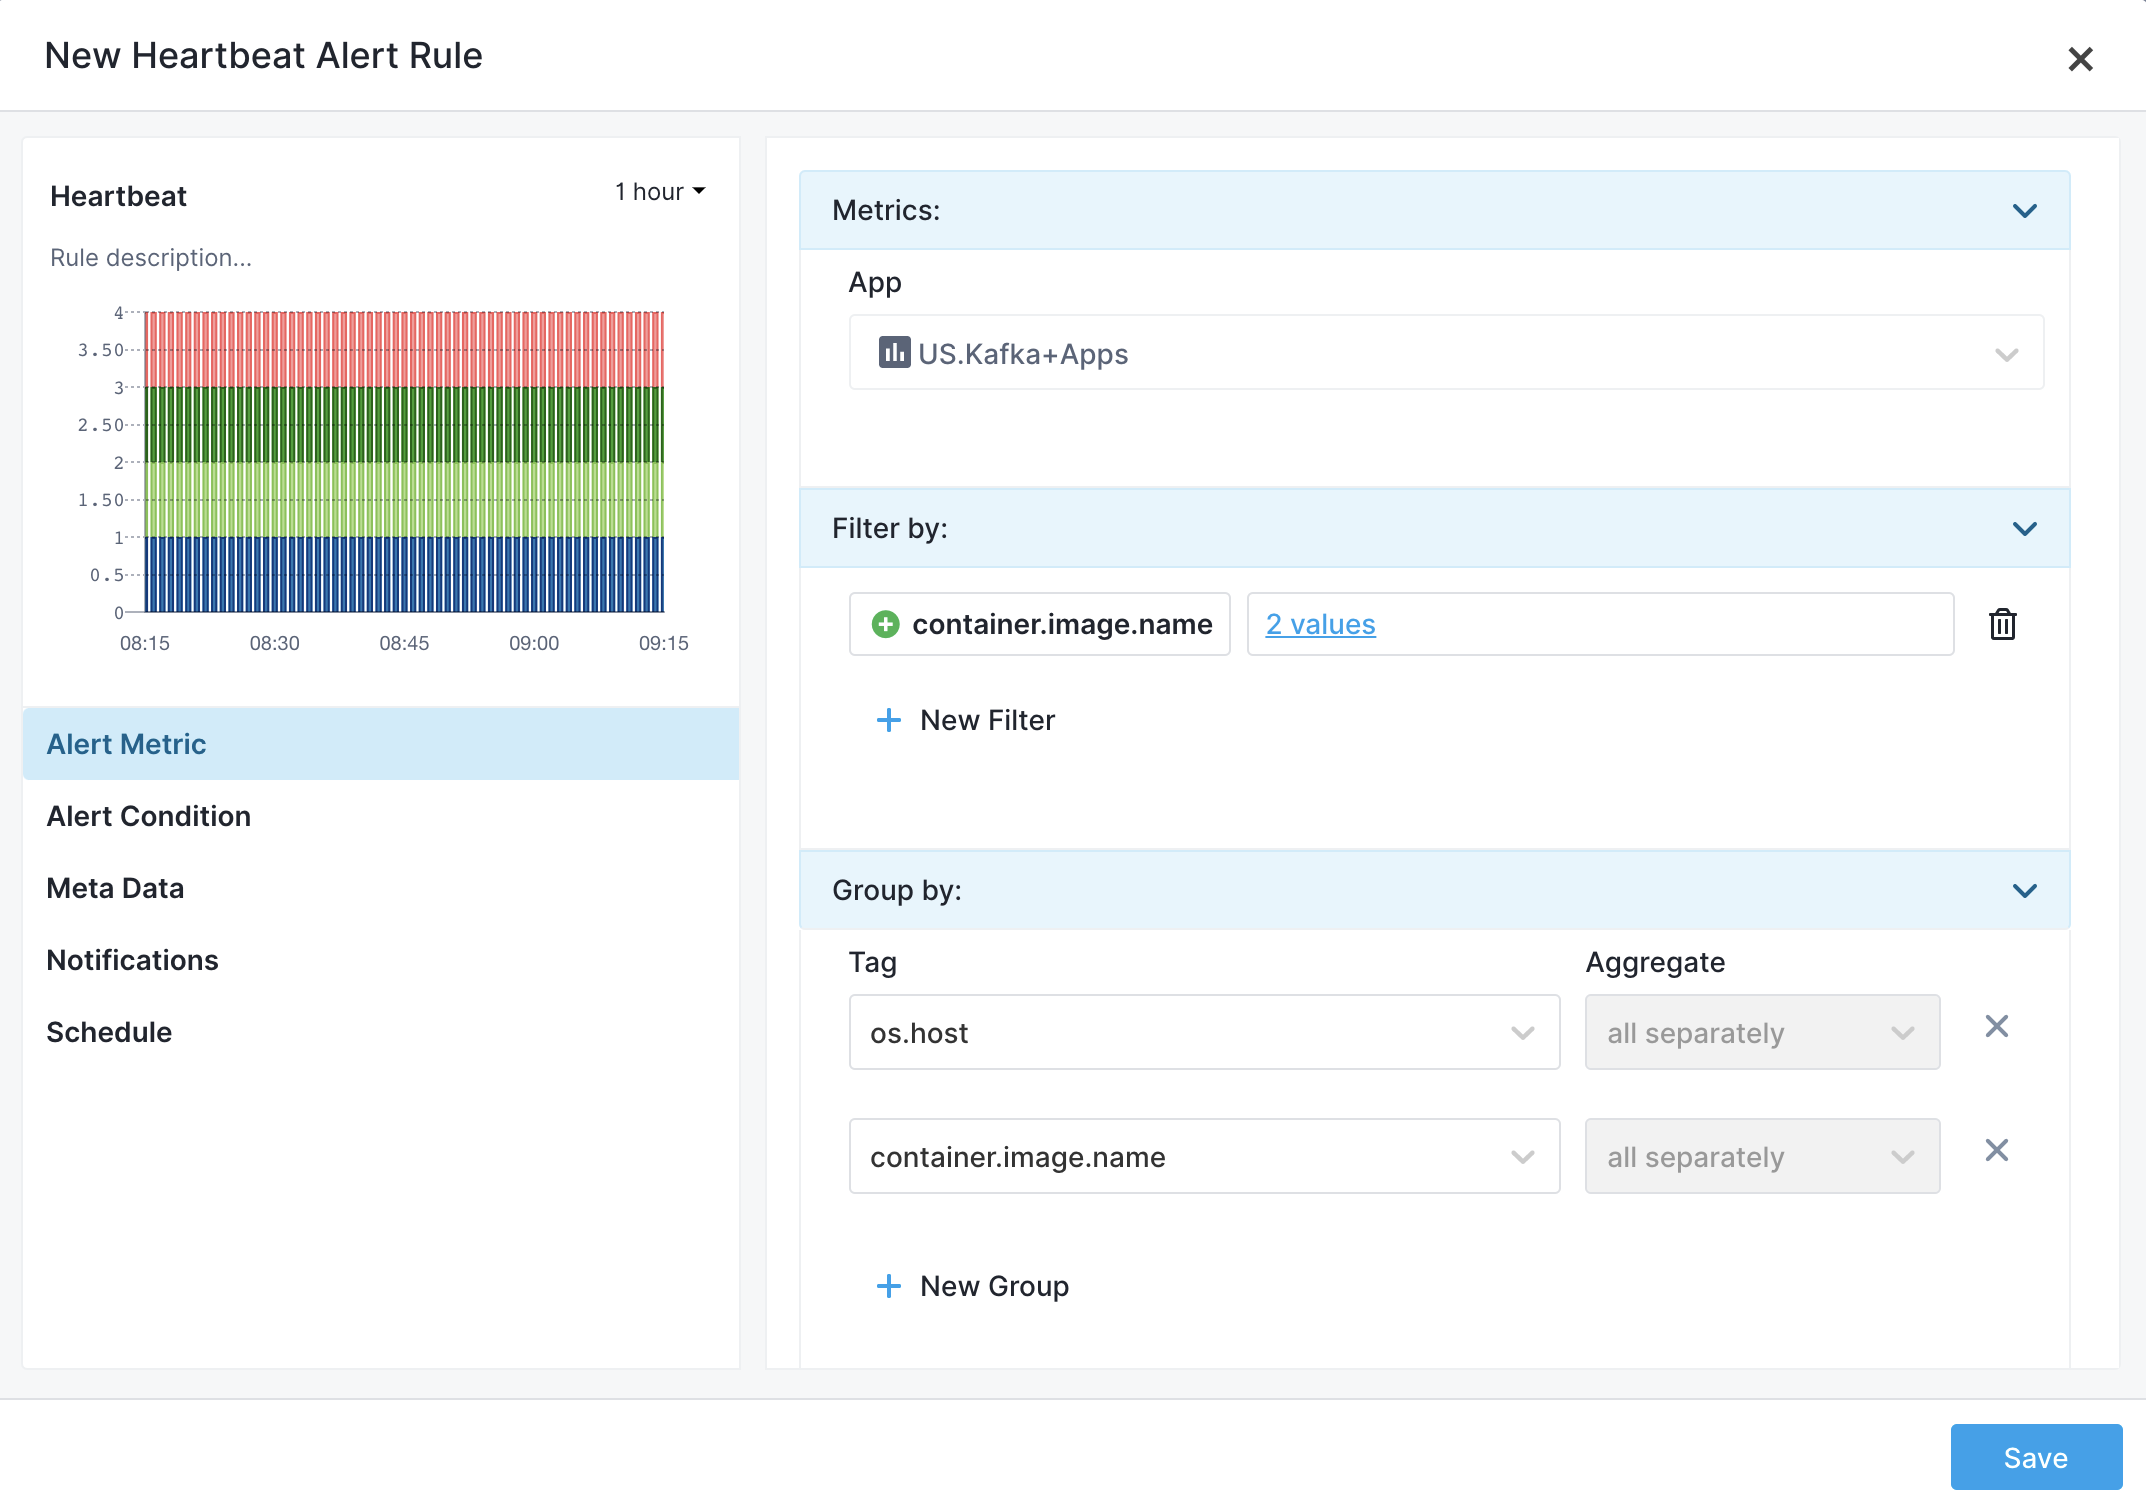 New Heartbeat Alert Rule
Heartbeat
1 hour
Rule description...
4
3.50
3
2.50
2
1.50
1
0.5
0
08:15 08:30 08:45 09:00 09:15
Alert Metric
Alert Condition
Meta Data
Notifications
Schedule
Metrics:
App
US.Kafka+Apps
Filter by:
container.image.name
2 values
New Filter
Group by:
Tag
Aggregate
os.host
all separately
container.image.name
all separately
New Group
Save